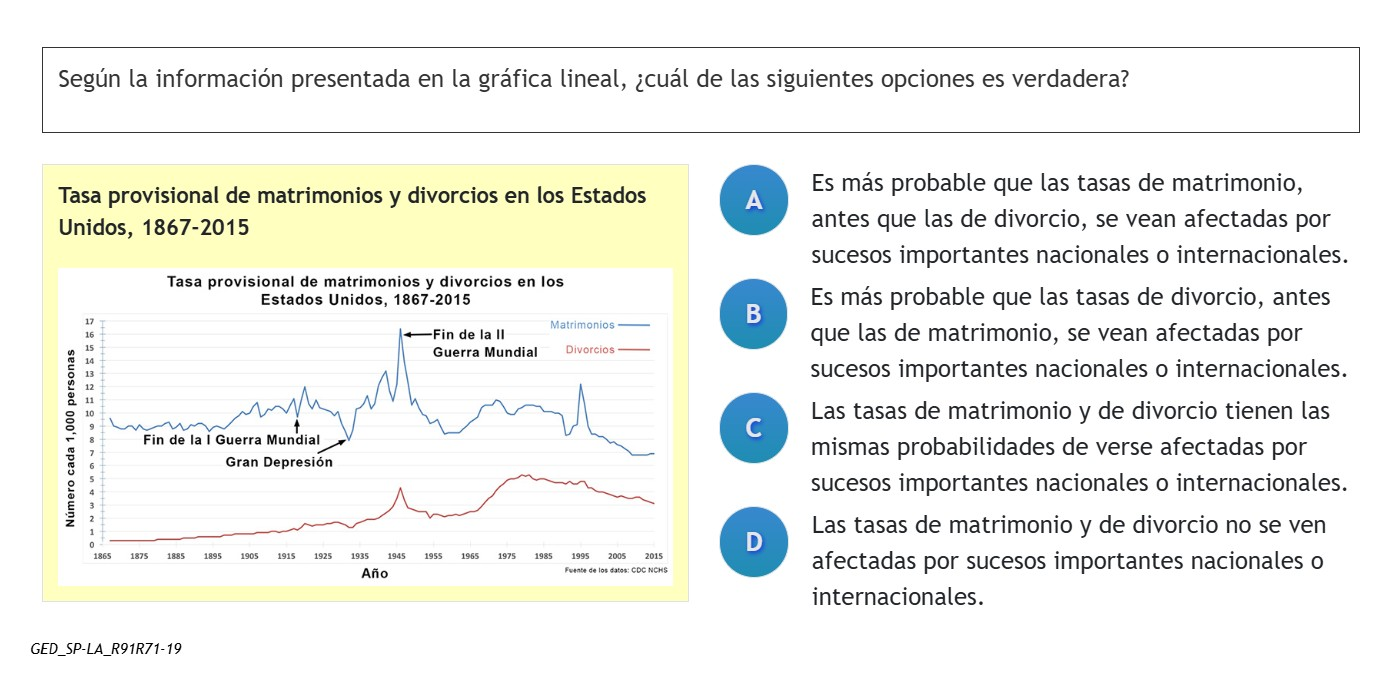 Según la información presentada en la gráfica lineal, ¿cuál de las siguientes opciones es verdadera?
Tasa provisional de matrimonios y divorcios en los Estados
Unidos, 1867-2015
Tasa provisional de matrimonios y divorcios en los
Estados Unidos, 1867-2015
17
16
15
14
13
12
11
10
9
8
7
6
5
4
3
2
1
0
Número cada 1,000 personas
Matrimonios
Divorcios
Fin de la II
Guerra Mundial
Fin de la I Guerra Mundial
Gran Depresión
1865 1875 1885 1895 1905 1915 1925 1935 1945 1955 1965 1975 1985 1995 2005 2015
Año
Fuente de los datos: CDC NCHS
A
Es más probable que las tasas de matrimonio,
antes que las de divorcio, se vean afectadas por
sucesos importantes nacionales o internacionales.
B
Es más probable que las tasas de divorcio, antes
que las de matrimonio, se vean afectadas por
sucesos importantes nacionales o internacionales.
C
Las tasas de matrimonio y de divorcio tienen las
mismas probabilidades de verse afectadas por
sucesos importantes nacionales o internacionales.
D
Las tasas de matrimonio y de divorcio no se ven
afectadas por sucesos importantes nacionales o
internacionales.
GED_SP-LA_R91R71-19